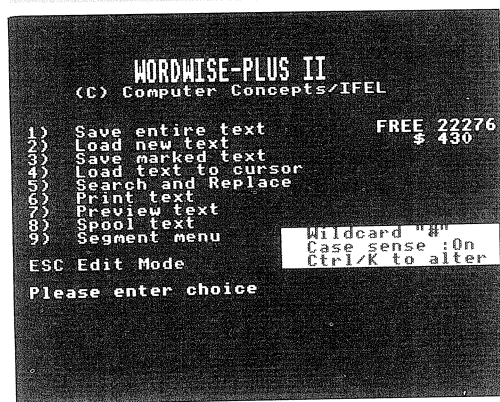 WORDWISE-PLUS II
(C) Computer Concepts/IFEL
1) Save entire text
2) Load new text
3) Save marked text
4) Load text to cursor
5) Search and Replace
6) Print text
7) Preview text
8) Spool text
9) Segment menu
FREE 22276
$ 430
Wildcard "#"
Case sense :On
Ctrl/K to alter
ESC Edit Mode
Please enter choice